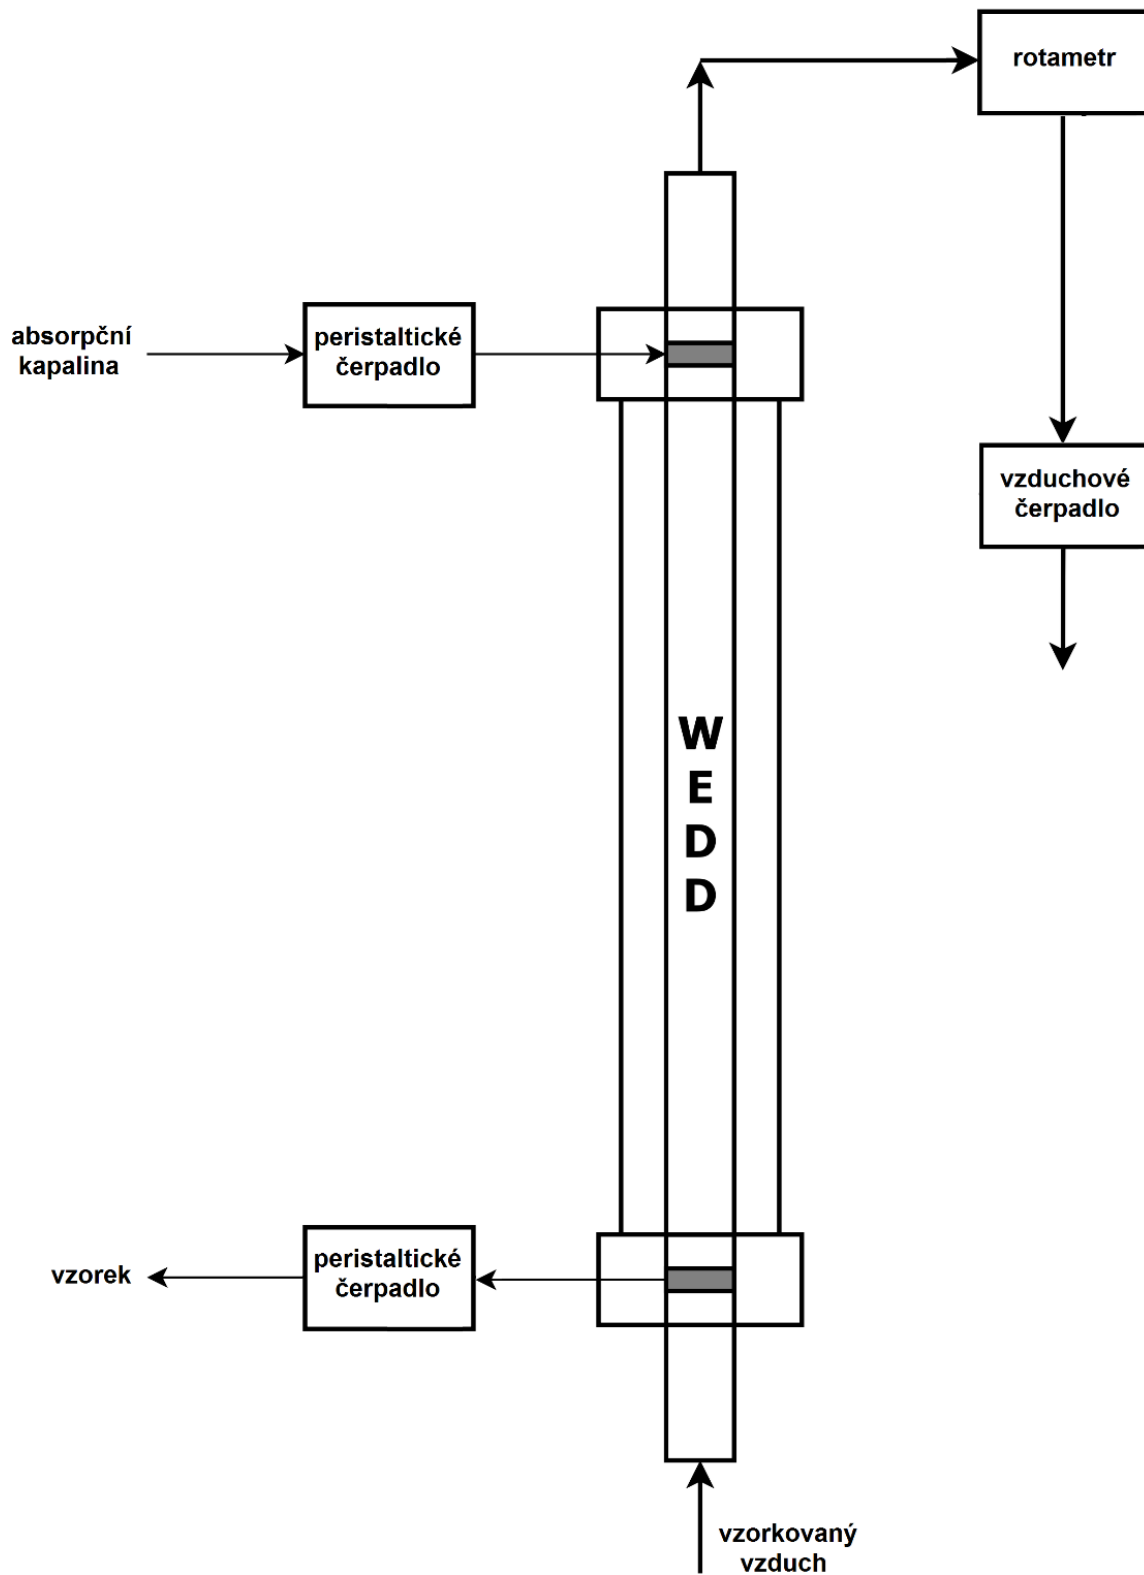 rotametr
absorpční
kapalina
peristaltické
čerpadlo
vzduchové
čerpadlo
W
E
D
D
vzorek
peristaltické
čerpadlo
vzorkovaný
vzduch